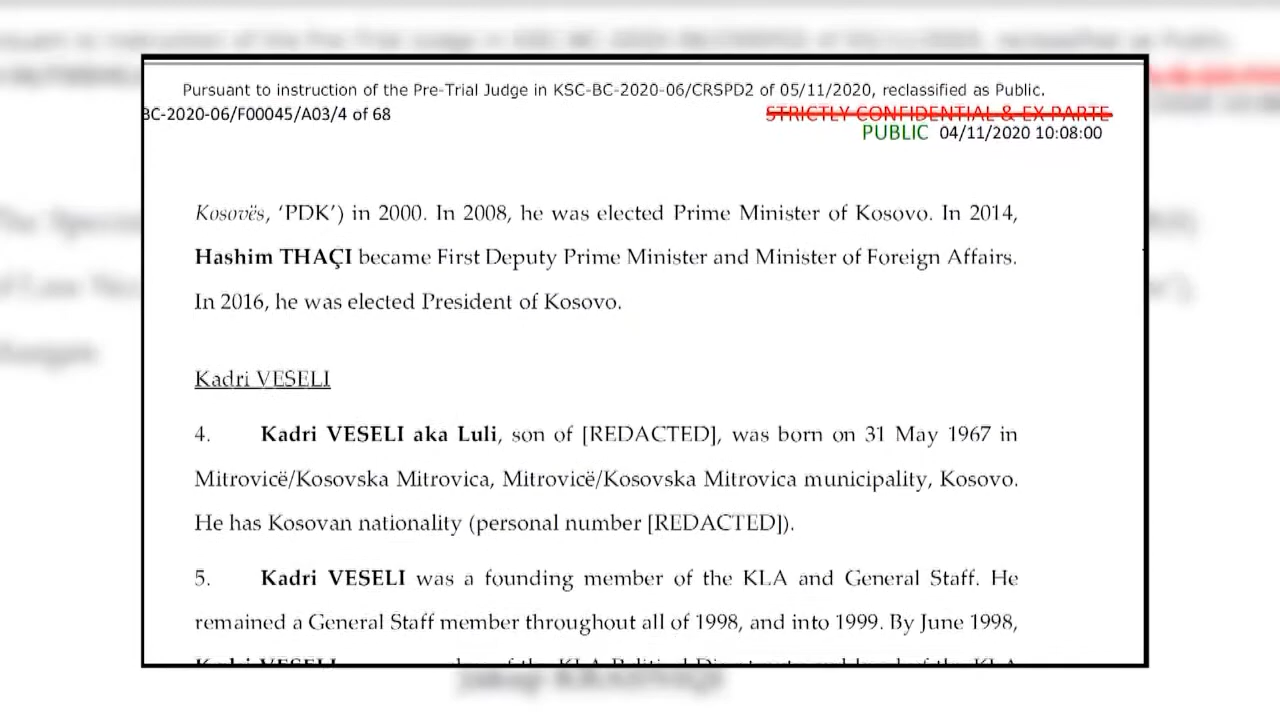 Pursuant to instruction of the Pre-Trial Judge in KSC-BC-2020-06/CRSPD2 of 05/11/2020, reclassified as Public.
BC-2020-06/F00045/A03/4 of 68
STRICTLY CONFIDENTIAL & EX PARTE
PUBLIC 04/11/2020 10:08:00
Kosovës, ‘PDK’) in 2000. In 2008, he was elected Prime Minister of Kosovo. In 2014,
Hashim THAÇI became First Deputy Prime Minister and Minister of Foreign Affairs.
In 2016, he was elected President of Kosovo.
Kadri VESELI
4. Kadri VESELI aka Luli, son of [REDACTED], was born on 31 May 1967 in
Mitrovicë/Kosovska Mitrovica, Mitrovicë/Kosovska Mitrovica municipality, Kosovo.
He has Kosovan nationality (personal number [REDACTED]).
5. Kadri VESELI was a founding member of the KLA and General Staff. He
remained a General Staff member throughout all of 1998, and into 1999. By June 1998,